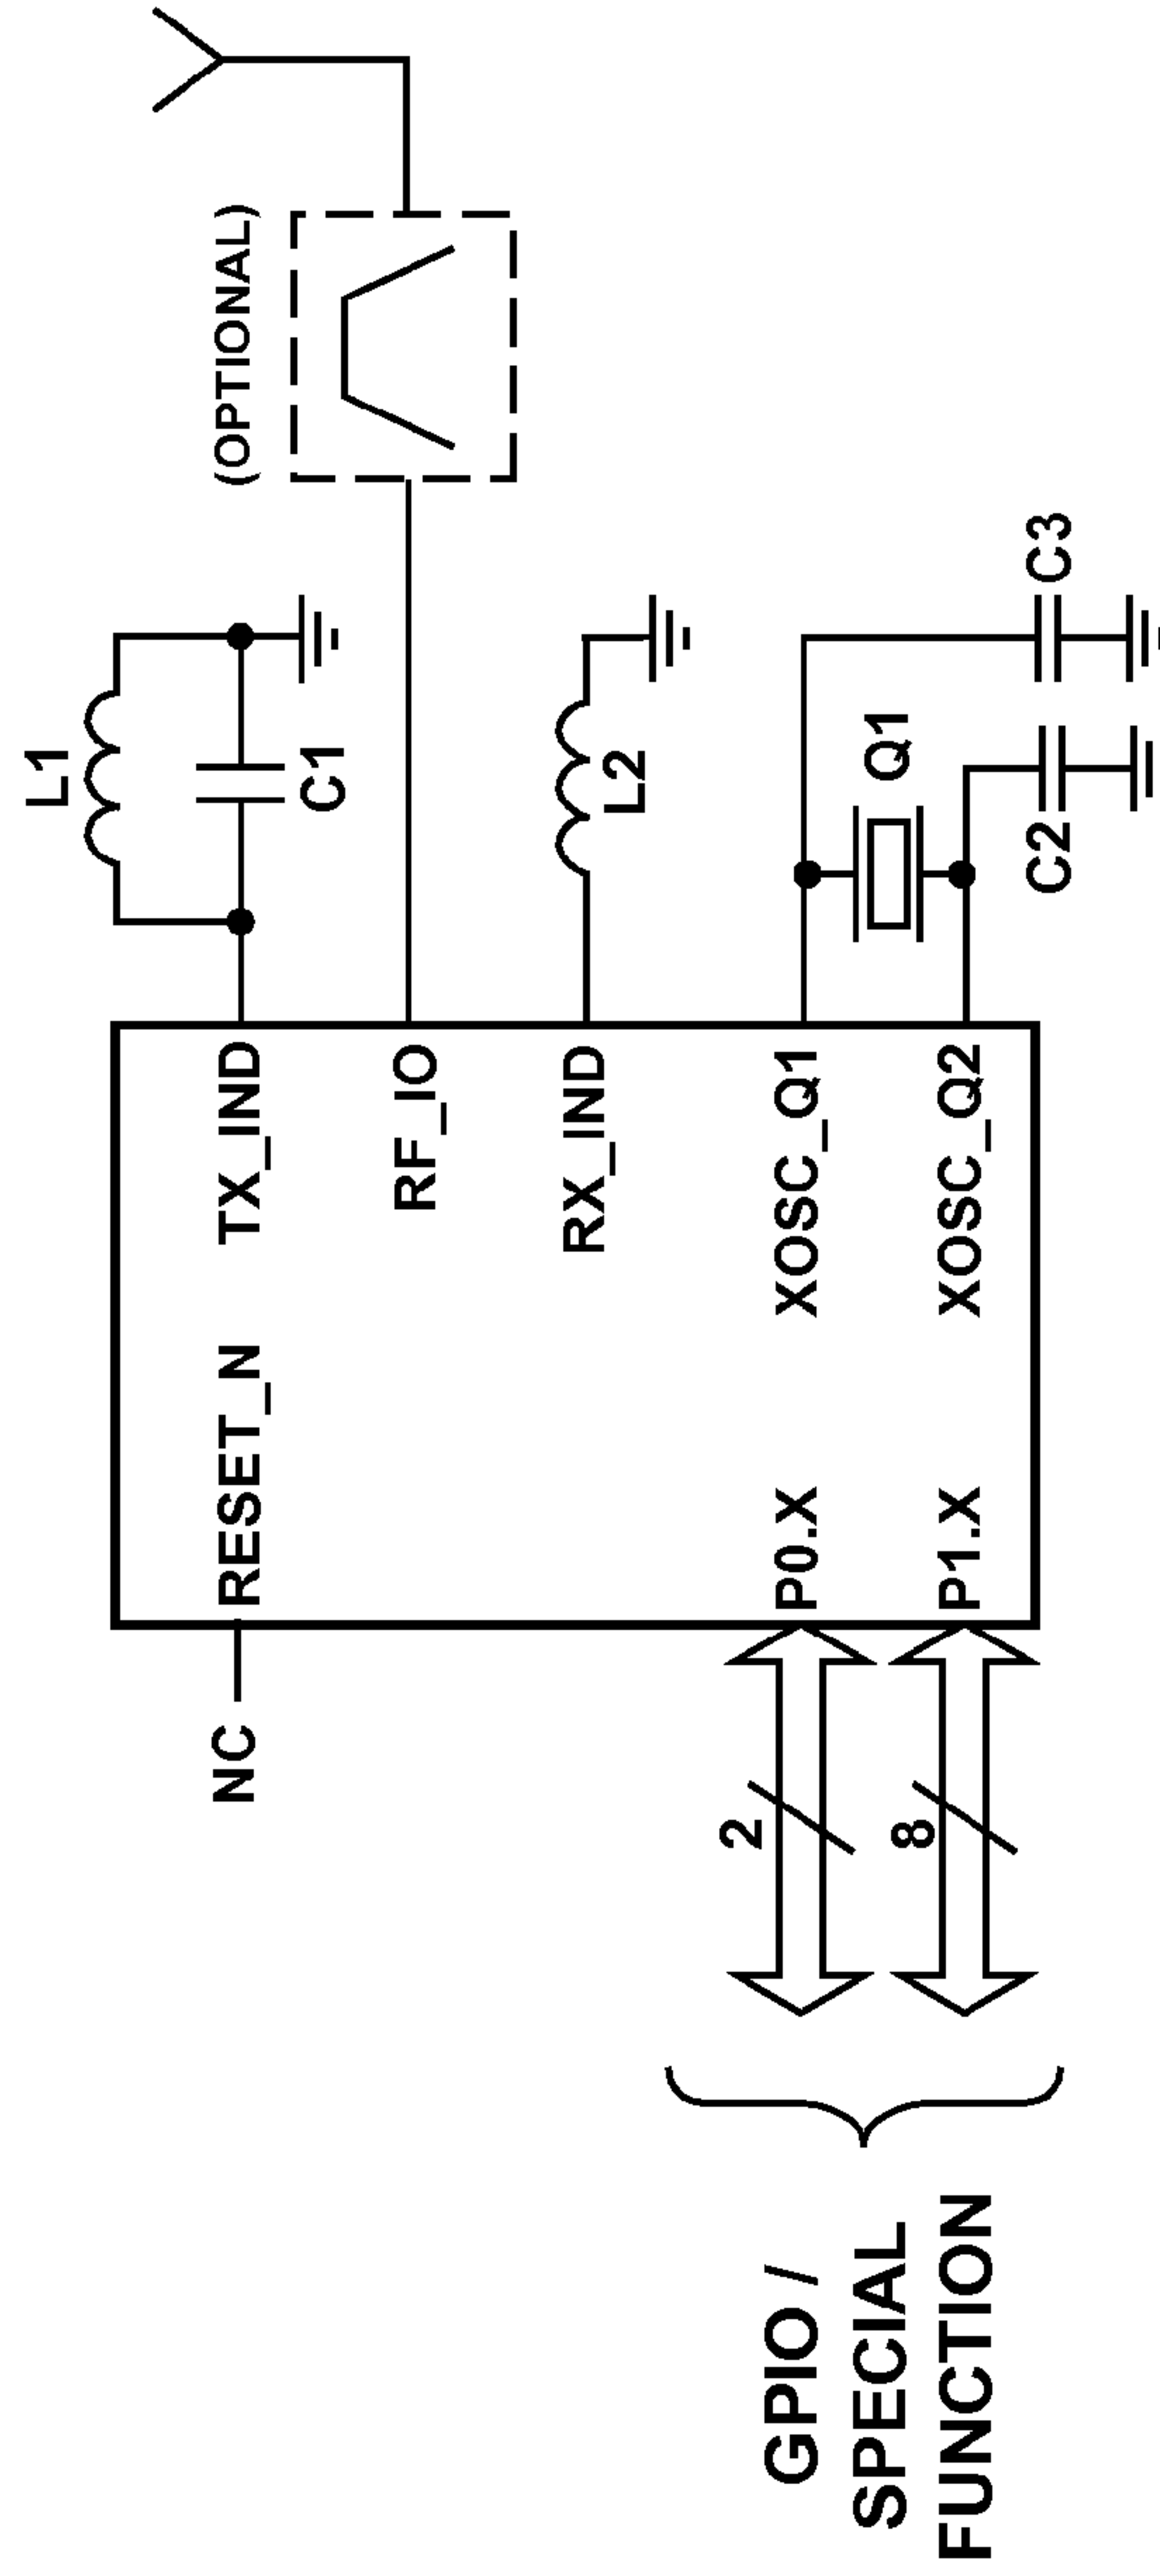 (OPTIONAL)
L1
C1
L2
Q1
C3
C2
NC
RESET_N
TX_IND
RF_IO
RX_IND
P0.X
XOSC_Q1
P1.X
XOSC_Q2
2
8
GPIO /
SPECIAL
FUNCTION